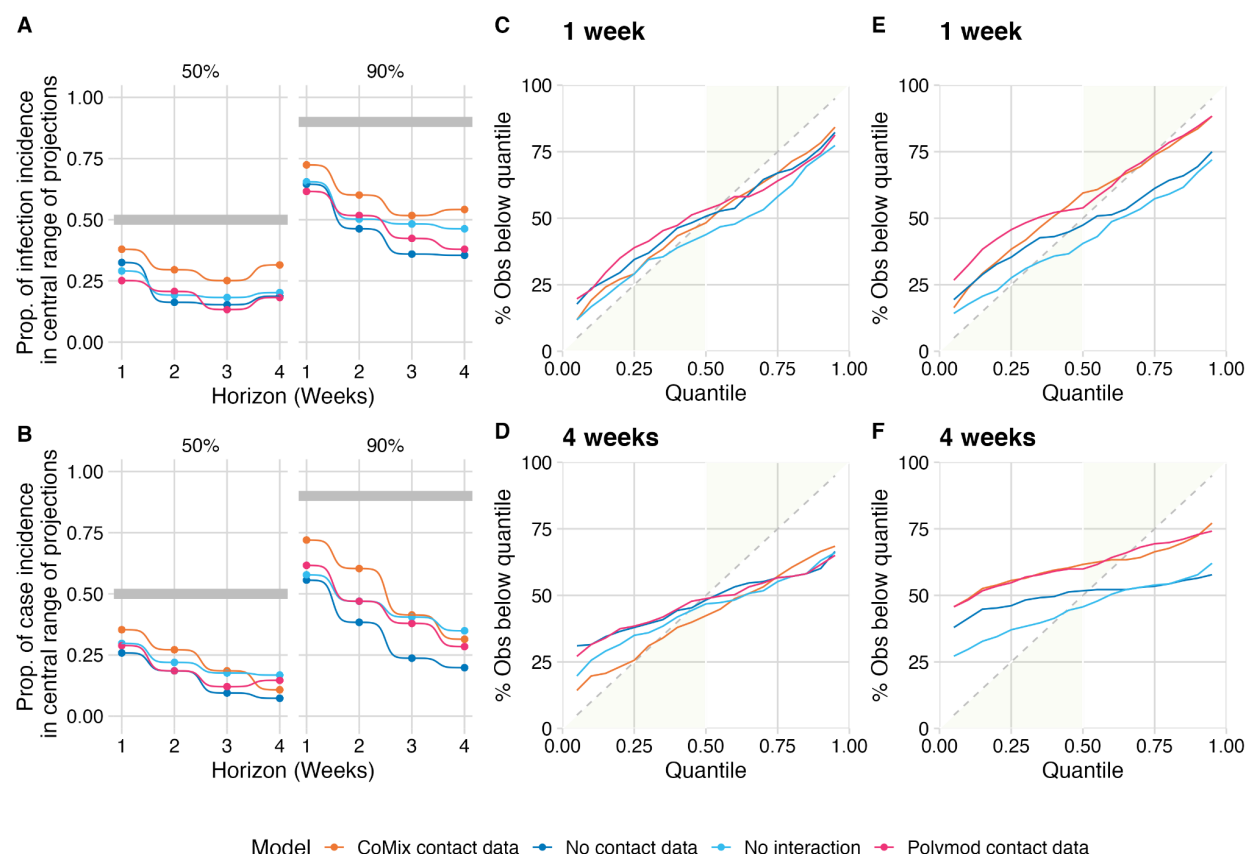 A
50%
90%
Prop. of infection incidence
in central range of projections
1.00
0.75
0.50
0.25
0.00
1 2 3 4 1 2 3 4
Horizon (Weeks)
B
50%
90%
Prop. of case incidence
in central range of projections
1.00
0.75
0.50
0.25
0.00
1 2 3 4 1 2 3 4
Horizon (Weeks)
C
1 week
% Obs below quantile
100
75
50
25
0
0.00 0.25 0.50 0.75 1.00
Quantile
D
4 weeks
% Obs below quantile
100
75
50
25
0
0.00 0.25 0.50 0.75 1.00
Quantile
E
1 week
% Obs below quantile
100
75
50
25
0
0.00 0.25 0.50 0.75 1.00
Quantile
F
4 weeks
% Obs below quantile
100
75
50
25
0
0.00 0.25 0.50 0.75 1.00
Quantile
Model CoMix contact data No contact data No interaction Polymod contact data